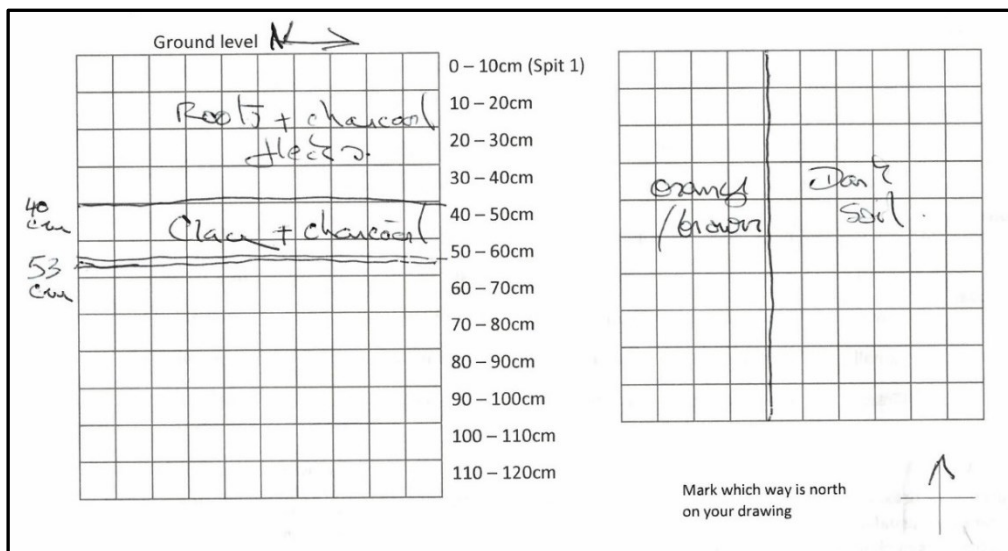 Ground level N
0 – 10cm (Spit 1)
10 – 20cm
Roots + charcoal
20 – 30cm
flecks.
30 – 40cm
40 cm
40 – 50cm
Clay + charcoal
50 – 60cm
53 cm
60 – 70cm
70 – 80cm
80 – 90cm
90 – 100cm
100 – 110cm
110 – 120cm
orangey
/brown
Dark
soil.
Mark which way is north
on your drawing